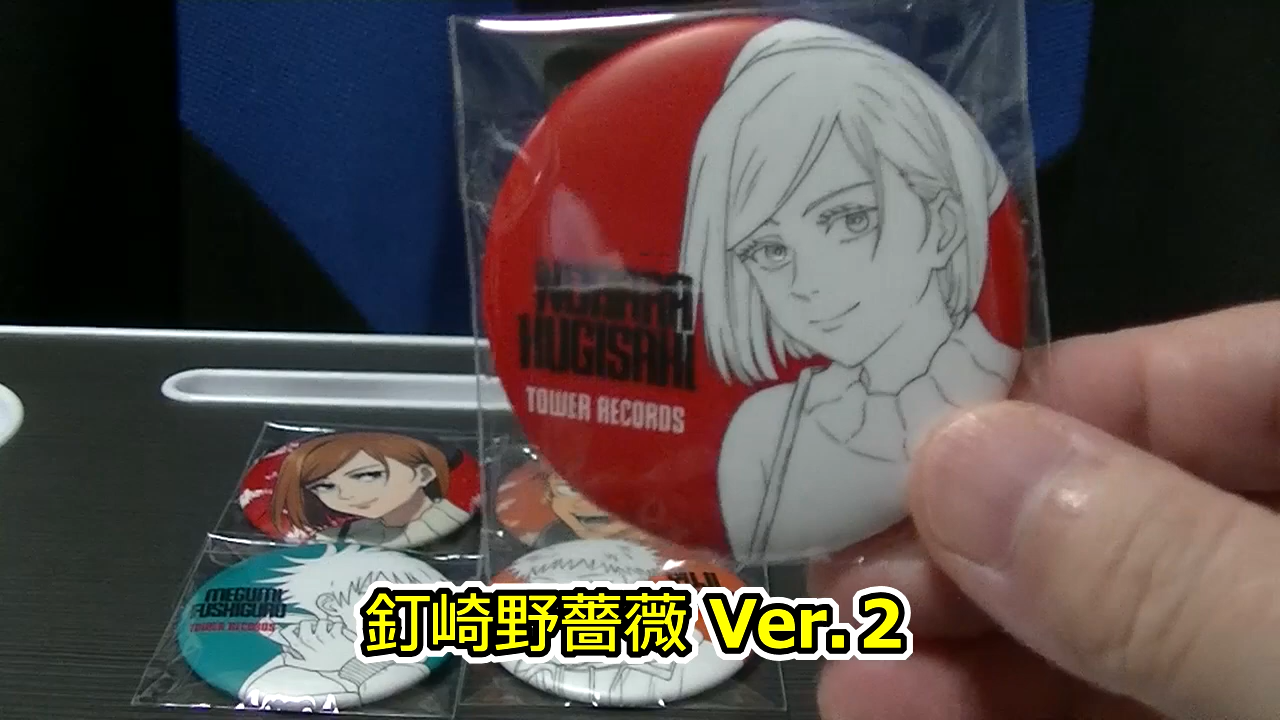 NOBARA
KUGISAKI
TOWER RECORDS
MEGUMI
FUSHIGURO
TOWER RECORDS
釘崎野薔薇 Ver.2